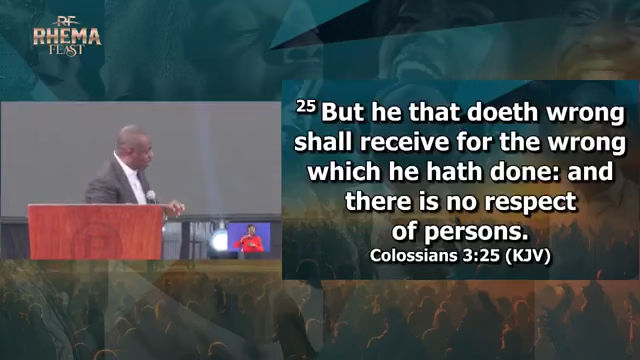 RF
RHEMA
FEAST
25 But he that doeth wrong
shall receive for the wrong
which he hath done: and
there is no respect
of persons.
Colossians 3:25 (KJV)